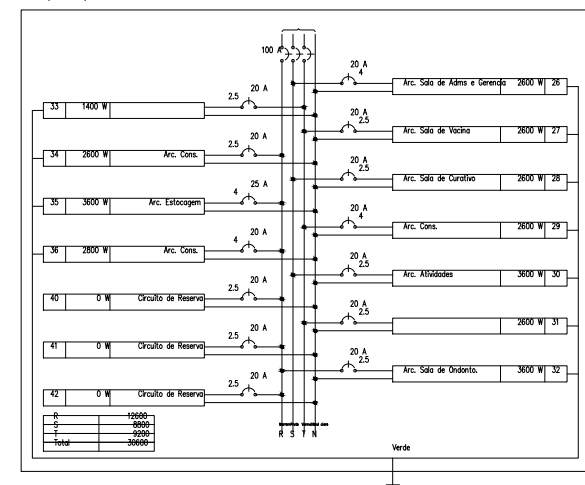 100 A
20 A
4
Arc. Sala de Adms e Gerencia 2600 W 26
33 1400 W
2.5 20 A
20 A
2.5
Arc. Sala de Vacina 2600 W 27
34 2600 W Arc. Cons.
2.5 20 A
20 A
2.5
Arc. Sala de Curativo 2600 W 28
35 3600 W Arc. Estocagem
4 25 A
20 A
4
Arc. Cons. 2600 W 29
36 2800 W Arc. Cons.
4 20 A
20 A
2.5
Arc. Atividades 3600 W 30
40 0 W Circuito de Reserva
2.5 20 A
20 A
2.5
2600 W 31
41 0 W Circuito de Reserva
2.5 20 A
20 A
2.5
Arc. Sala de Ondonto. 3600 W 32
42 0 W Circuito de Reserva
2.5 20 A
R 12600
S 8800
T 9200
Total 30600
R S T N
Verde